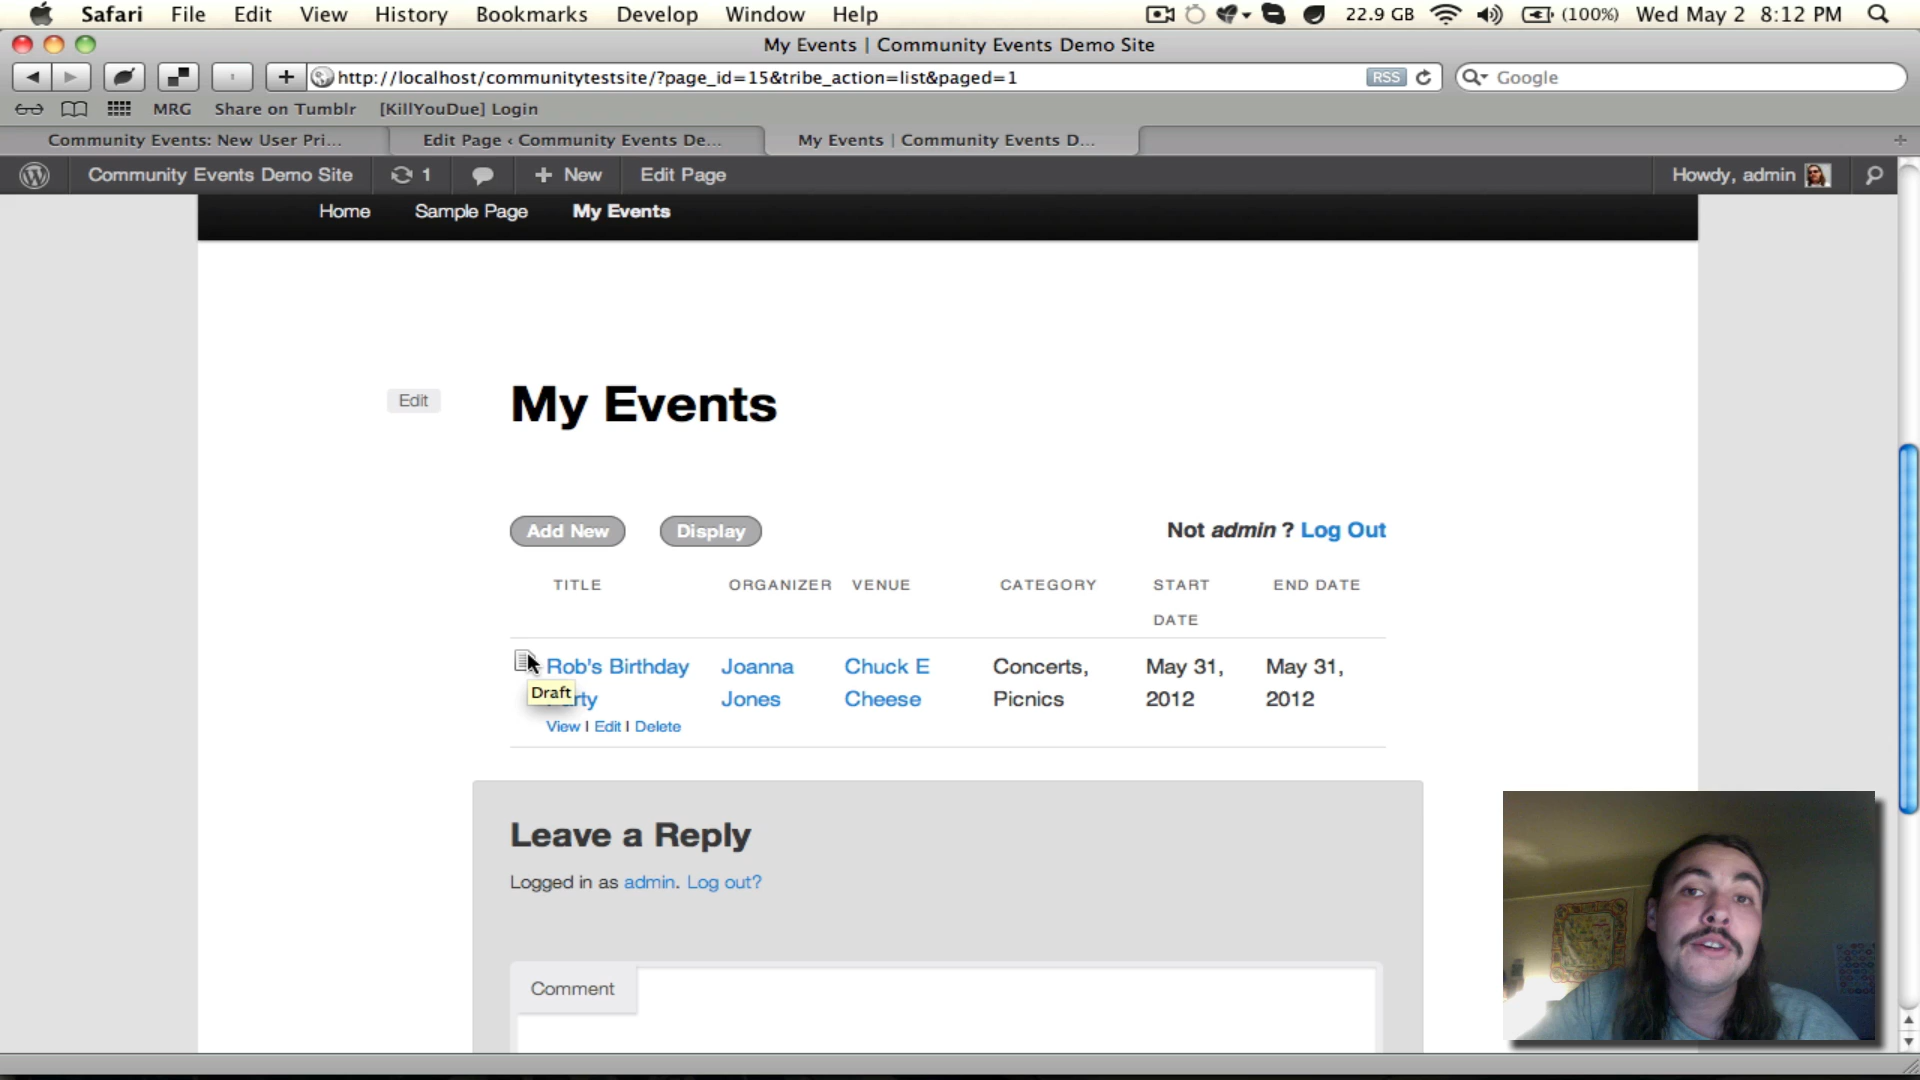 Safari File Edit View History Bookmarks Develop Window Help 22.9 GB (100%) Wed May 2 8:12 PM
My Events | Community Events Demo Site
http://localhost/communitytestsite/?page_id=15&tribe_action=list&paged=1 RSS Google
MRG Share on Tumblr [KillYouDue] Login
Community Events: New User Pri... Edit Page ‹ Community Events De... My Events | Community Events D...
Community Events Demo Site 1 + New Edit Page Howdy, admin
Home Sample Page My Events
Edit My Events
Add New Display Not admin ? Log Out
TITLE ORGANIZER VENUE CATEGORY START END DATE
DATE
Rob's Birthday Joanna Chuck E Concerts, May 31, May 31,
Draft rty Jones Cheese Picnics 2012 2012
View | Edit | Delete
Leave a Reply
Logged in as admin. Log out?
Comment